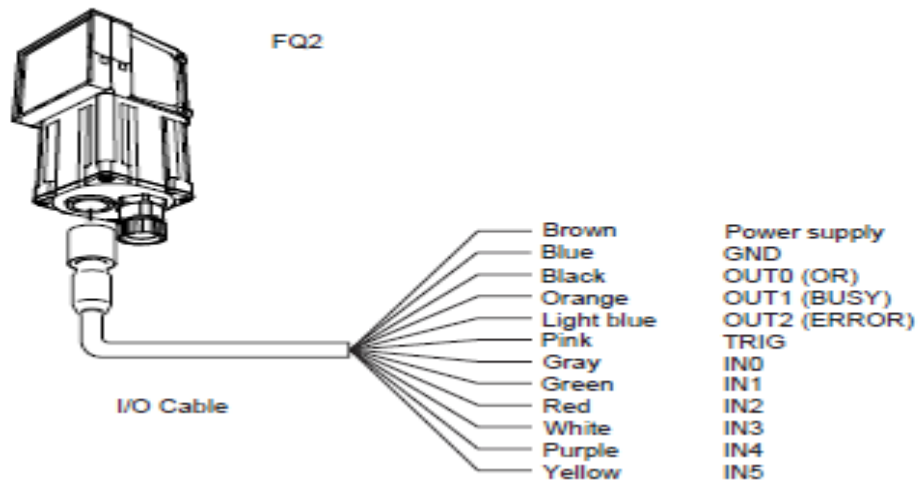 FQ2
Brown Power supply
Blue GND
Black OUT0 (OR)
Orange OUT1 (BUSY)
Light blue OUT2 (ERROR)
Pink TRIG
Gray IN0
Green IN1
Red IN2
White IN3
Purple IN4
Yellow IN5
I/O Cable